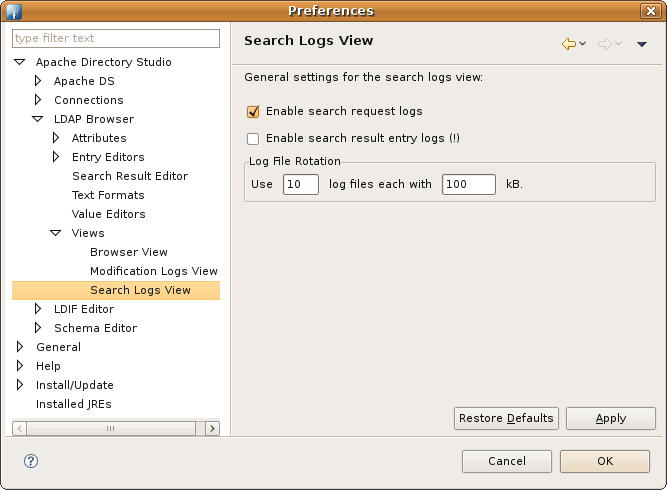 Preferences
type filter text
Apache Directory Studio
Apache DS
Connections
LDAP Browser
Attributes
Entry Editors
Search Result Editor
Text Formats
Value Editors
Views
Browser View
Modification Logs View
Search Logs View
LDIF Editor
Schema Editor
General
Help
Install/Update
Installed JREs
Search Logs View
General settings for the search logs view:
Enable search request logs
Enable search result entry logs (!)
Log File Rotation
Use 10 log files each with 100 kB.
Restore Defaults Apply
? Cancel OK